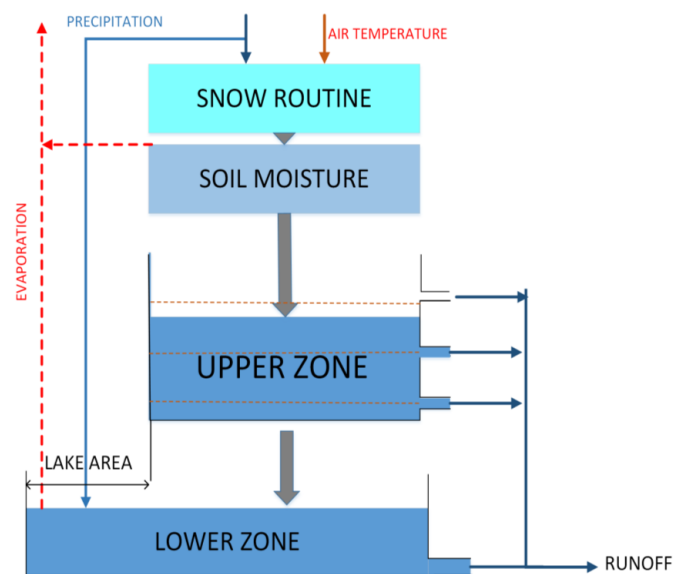 PRECIPITATION
AIR TEMPERATURE
SNOW ROUTINE
SOIL MOISTURE
EVAPORATION
UPPER ZONE
LAKE AREA
LOWER ZONE
RUNOFF